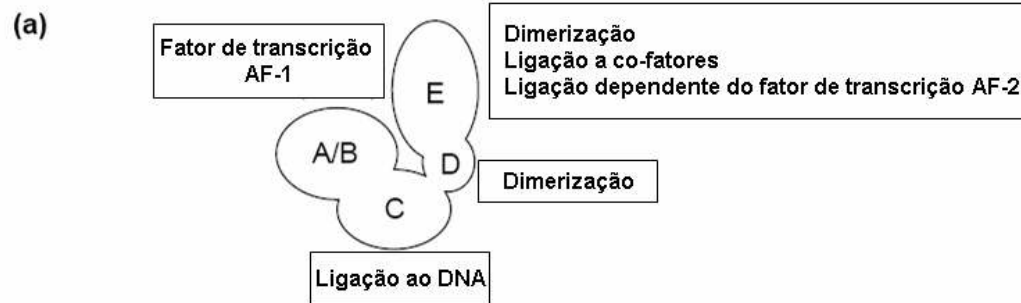 (a)
Fator de transcrição
AF-1
Dimerização
Ligação a co-fatores
Ligação dependente do fator de transcrição AF-2
E
A/B
D
Dimerização
C
Ligação ao DNA